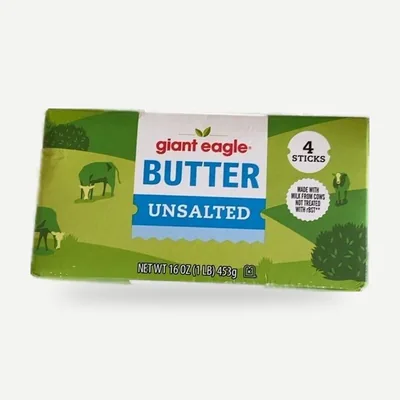 giant eagle®
BUTTER
UNSALTED
4
STICKS
MADE WITH
MILK FROM COWS
NOT TREATED
WITH rBST**
NET WT 16 OZ (1 LB) 453g